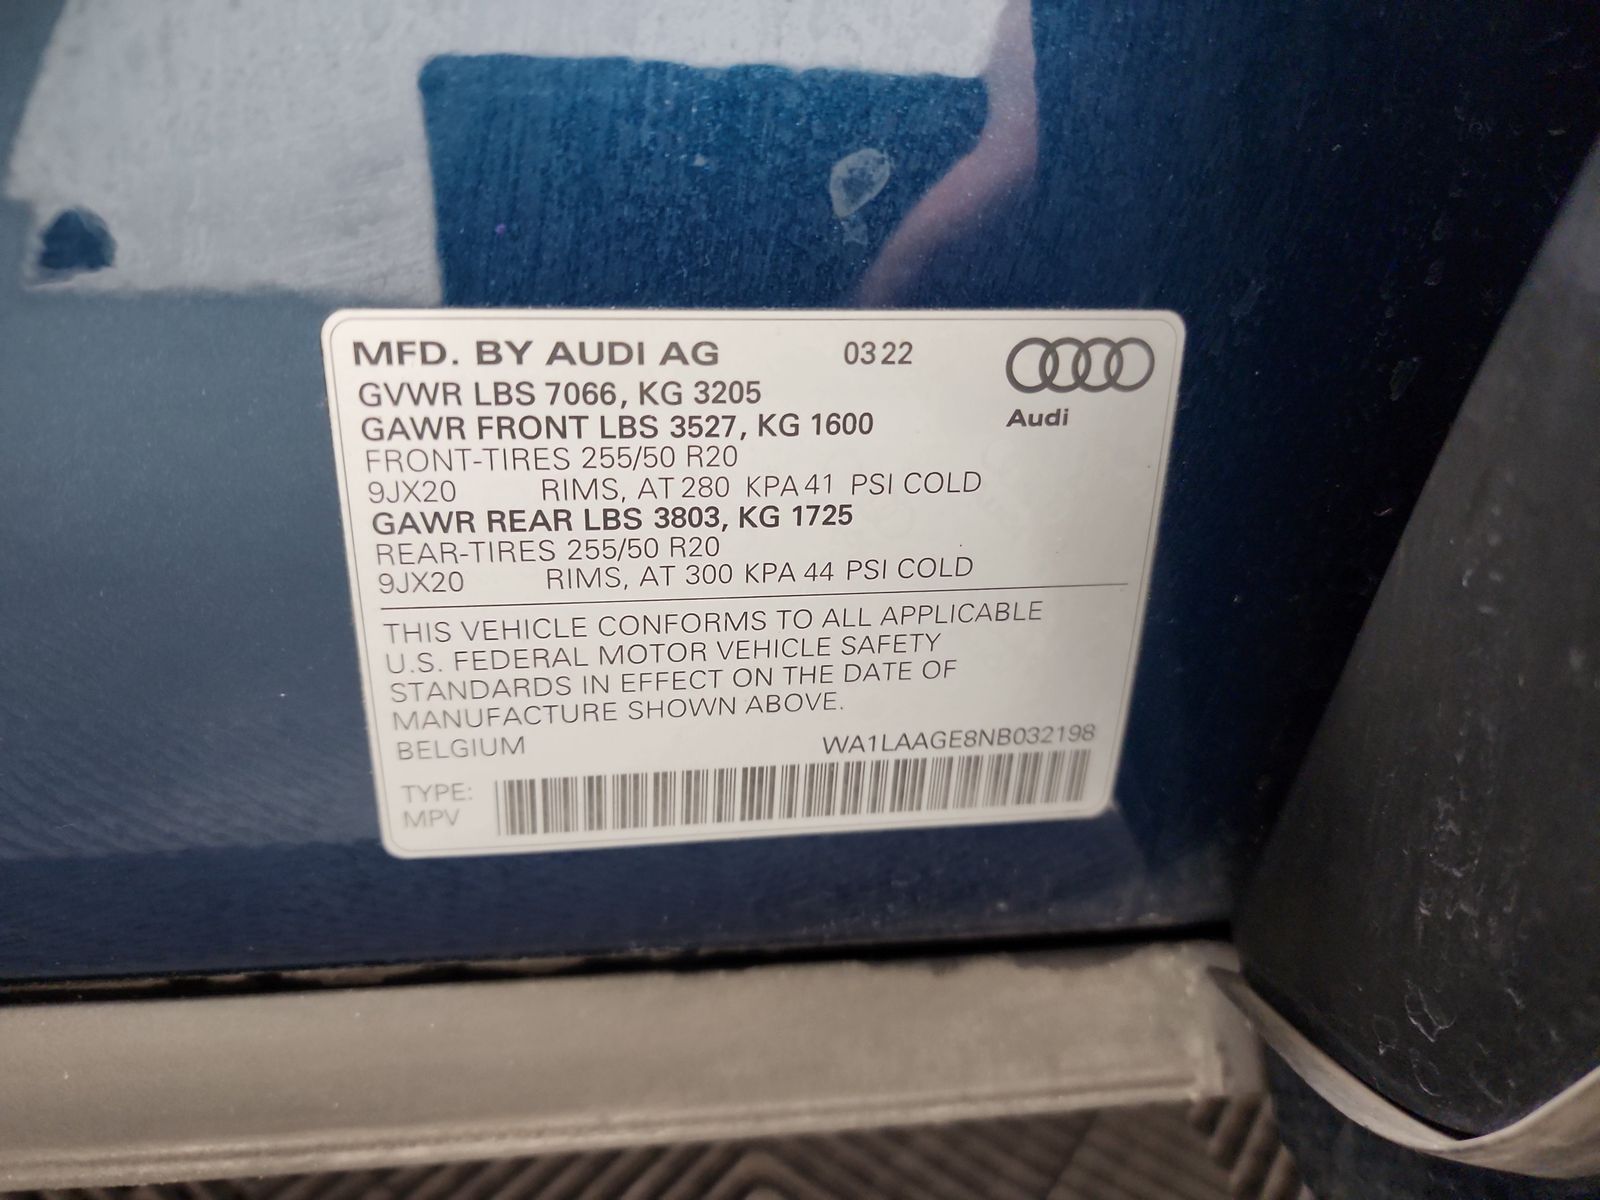 MFD. BY AUDI AG 03 22
GVWR LBS 7066, KG 3205
GAWR FRONT LBS 3527, KG 1600
Audi
FRONT-TIRES 255/50 R20
9JX20 RIMS, AT 280 KPA 41 PSI COLD
GAWR REAR LBS 3803, KG 1725
REAR-TIRES 255/50 R20
9JX20 RIMS, AT 300 KPA 44 PSI COLD
THIS VEHICLE CONFORMS TO ALL APPLICABLE
U.S. FEDERAL MOTOR VEHICLE SAFETY
STANDARDS IN EFFECT ON THE DATE OF
MANUFACTURE SHOWN ABOVE.
BELGIUM WA1LAAGE8NB032198
TYPE:
MPV